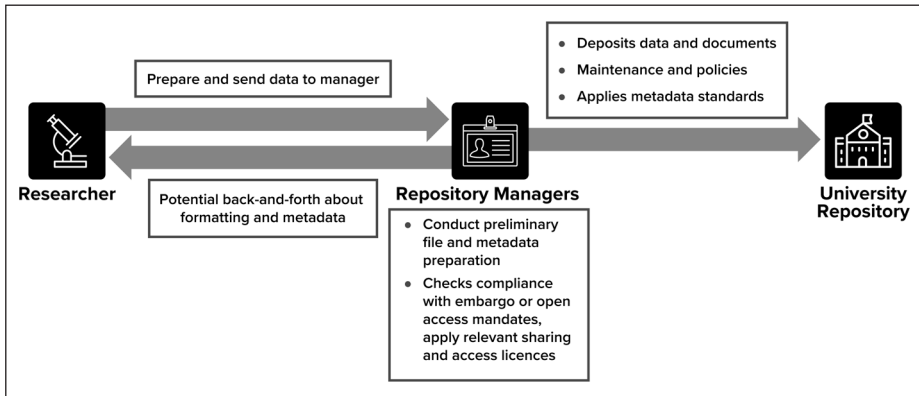 Prepare and send data to manager
● Deposits data and documents
● Maintenance and policies
● Applies metadata standards
Researcher
Potential back-and-forth about
formatting and metadata
Repository Managers
● Conduct preliminary
file and metadata
preparation
● Checks compliance
with embargo or open
access mandates,
apply relevant sharing
and access licences
University
Repository